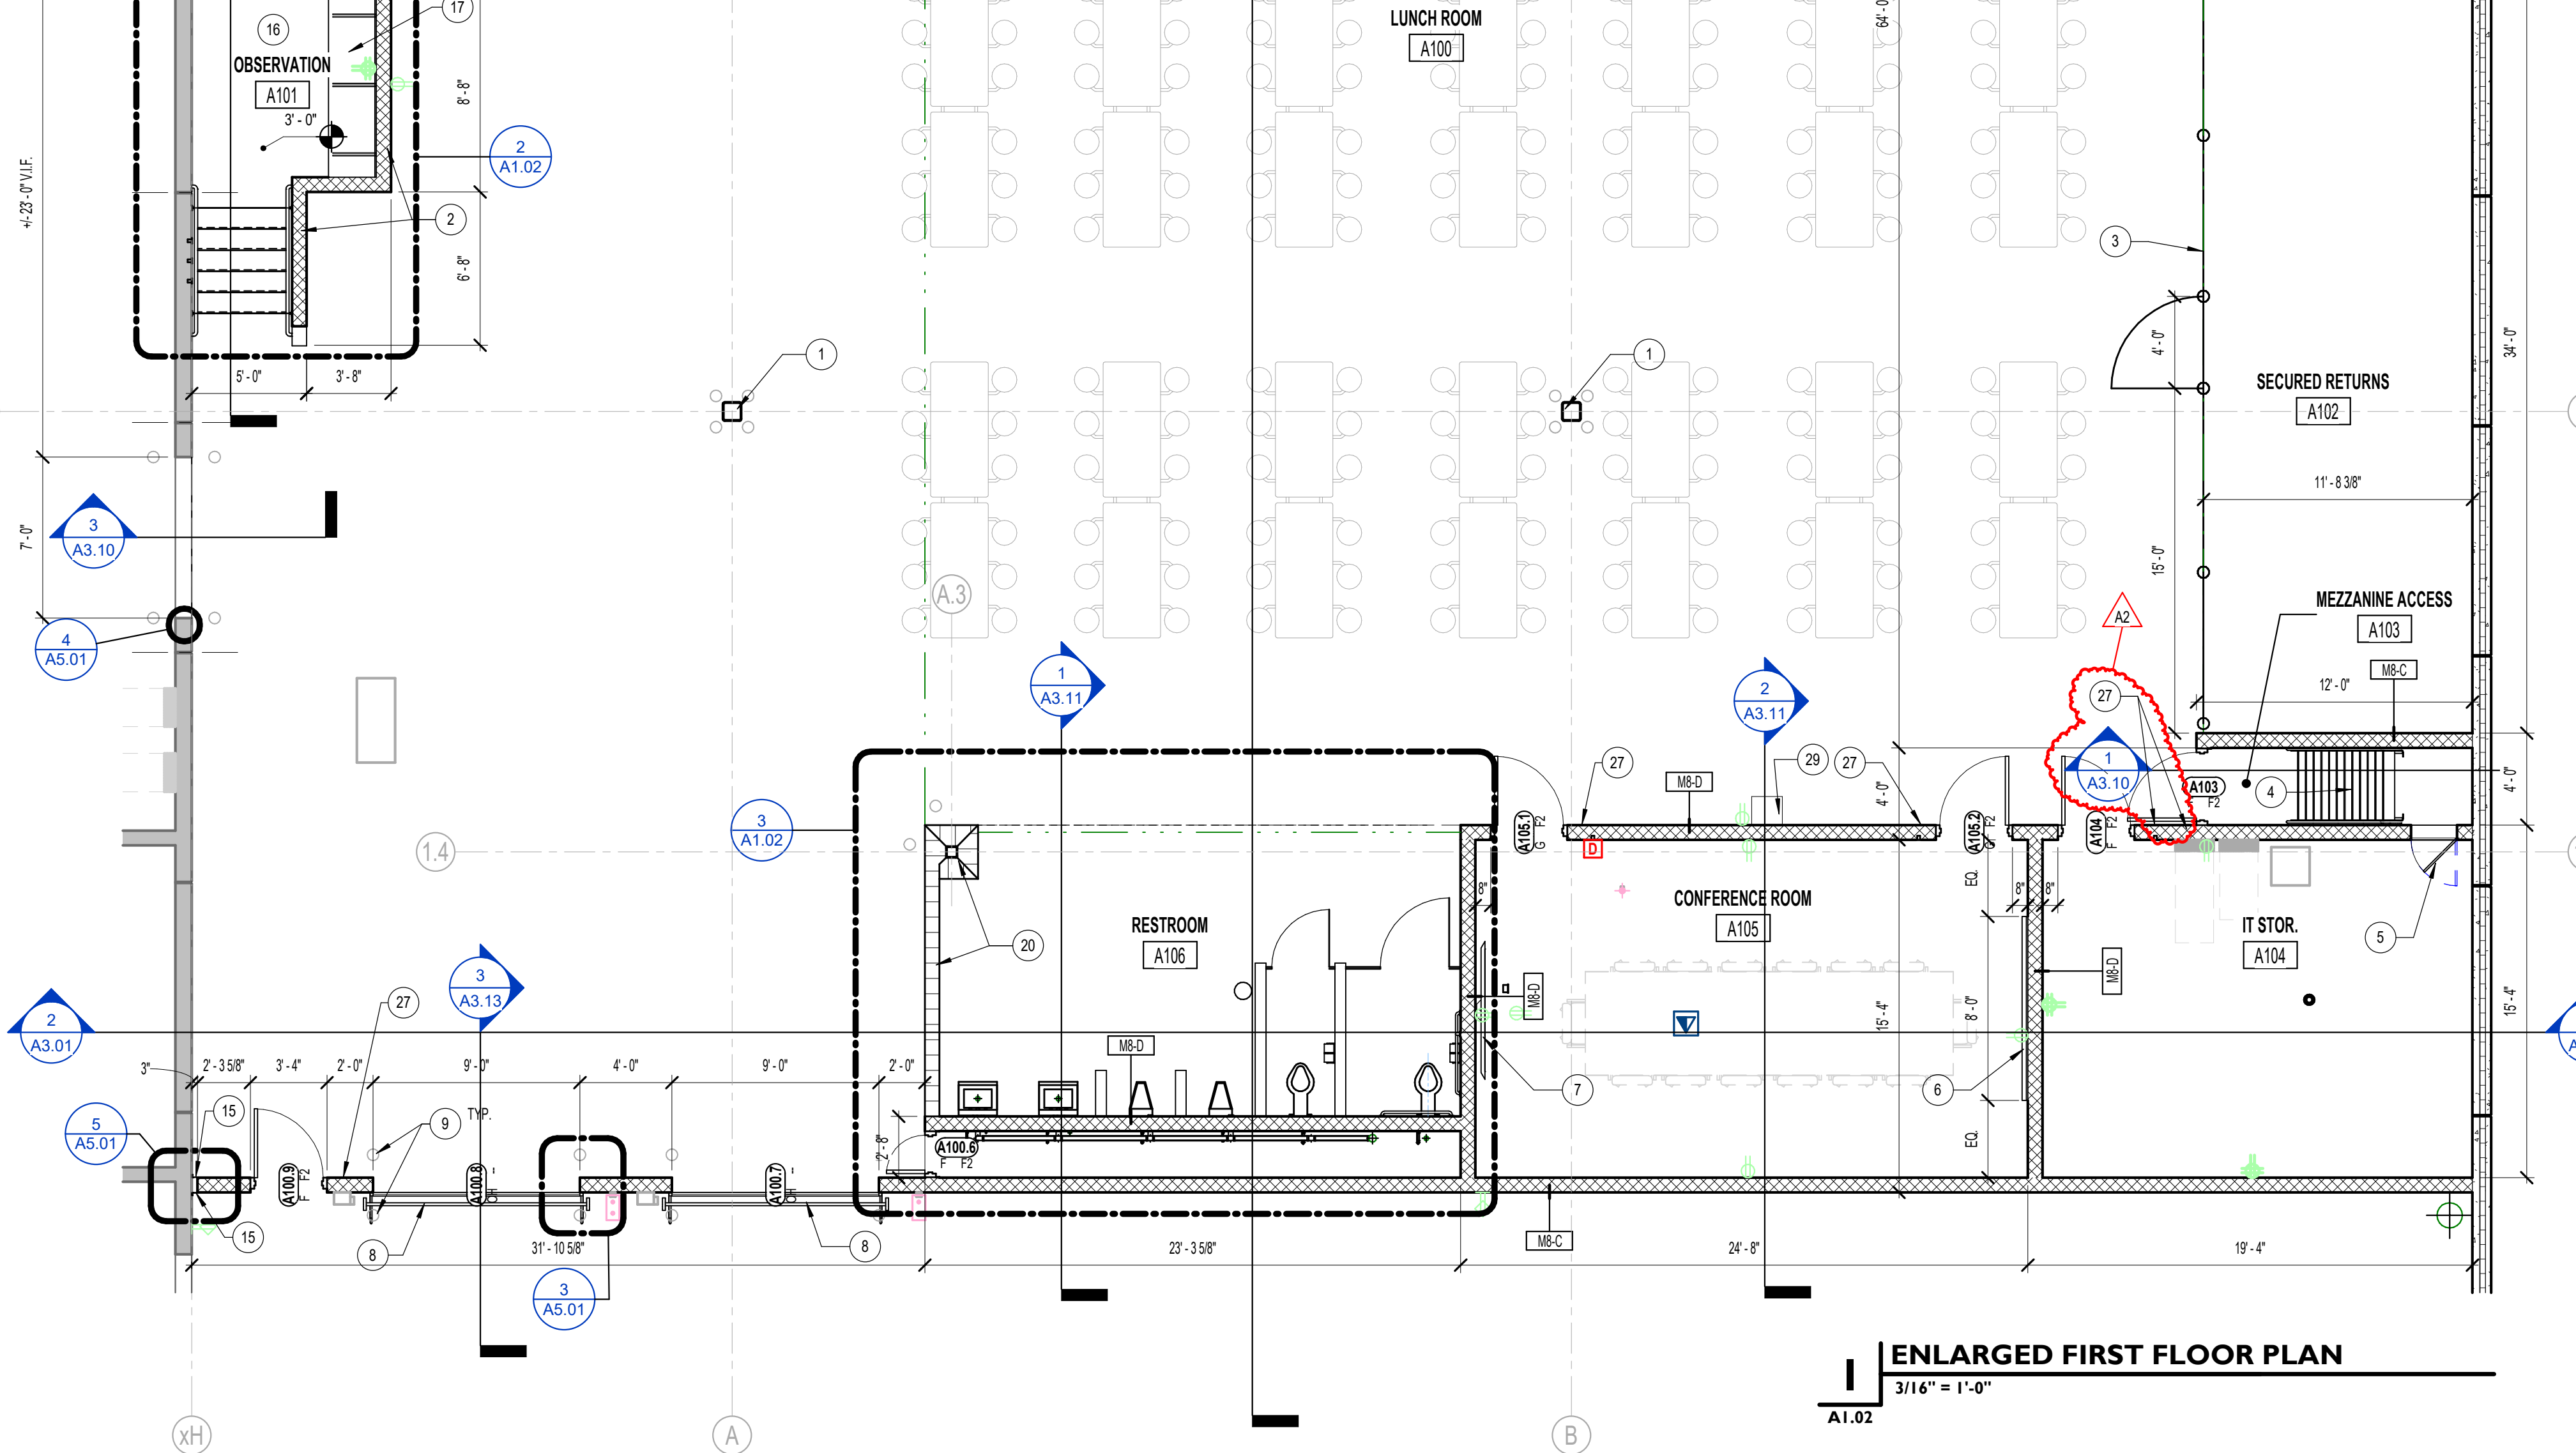 17
16
LUNCH ROOM
A100
64' - 0"
OBSERVATION
A101
3' - 0"
8' - 8"
2
A1.02
+/- 23' - 0" V.I.F.
2
6' - 8"
3
5' - 0"
3' - 8"
1
1
4' - 0"
34' - 0"
SECURED RETURNS
A102
11' - 8 3/8"
3
A3.10
7' - 0"
15' - 0"
A.3
MEZZANINE ACCESS
A103
A2
4
A5.01
1
A3.11
2
A3.11
27
M8-C
12' - 0"
1
A3.10
27
M8-D
29
27
4' - 0"
A103
F2
4
4' - 0"
3
A1.02
1.4
A105.1
G F2
A105.2
G F2
A104
F F2
D
8"
EQ.
8"
8"
CONFERENCE ROOM
A105
RESTROOM
A106
20
IT STOR.
A104
5
M8-D
M8-D
3
A3.13
27
2
A3.01
15' - 4"
8' - 0"
15' - 4"
M8-D
3"
2' - 3 5/8"
3' - 4"
2' - 0"
9' - 0"
4' - 0"
9' - 0"
2' - 0"
7
6
15
9
TYP.
5
A5.01
2' - 8"
A100.6
F F2
EQ.
A100.9
F F2
A100.8
OH
A100.7
OH
15
8
8
M8-C
31' - 10 5/8"
23' - 3 5/8"
24' - 8"
19' - 4"
3
A5.01
1
ENLARGED FIRST FLOOR PLAN
3/16" = 1'-0"
A1.02
xH
A
B